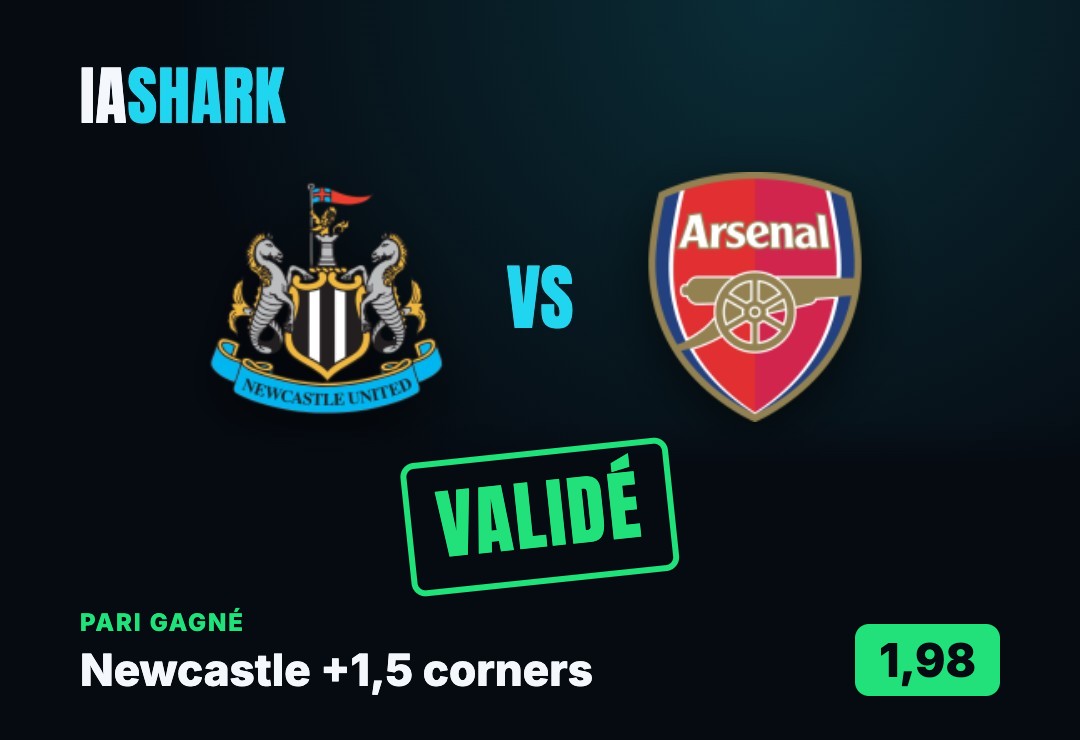 IASHARK
NEWCASTLE UNITED
VS
Arsenal
VALIDÉ
PARI GAGNÉ
Newcastle +1,5 corners
1,98